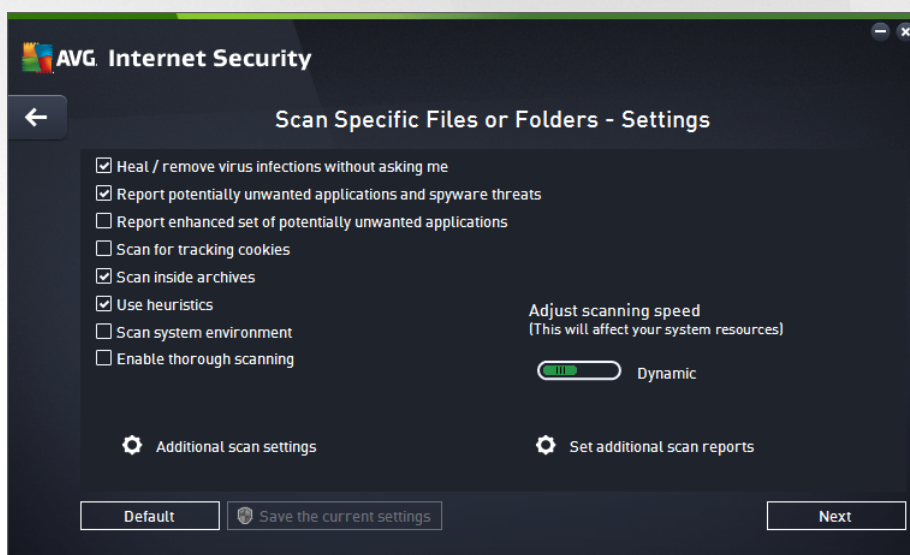 AVG. Internet Security
Scan Specific Files or Folders - Settings
Heal / remove virus infections without asking me
Report potentially unwanted applications and spyware threats
Report enhanced set of potentially unwanted applications
Scan for tracking cookies
Scan inside archives
Use heuristics
Scan system environment
Enable thorough scanning
Adjust scanning speed
(This will affect your system resources)
Dynamic
Additional scan settings
Set additional scan reports
Default
Save the current settings
Next